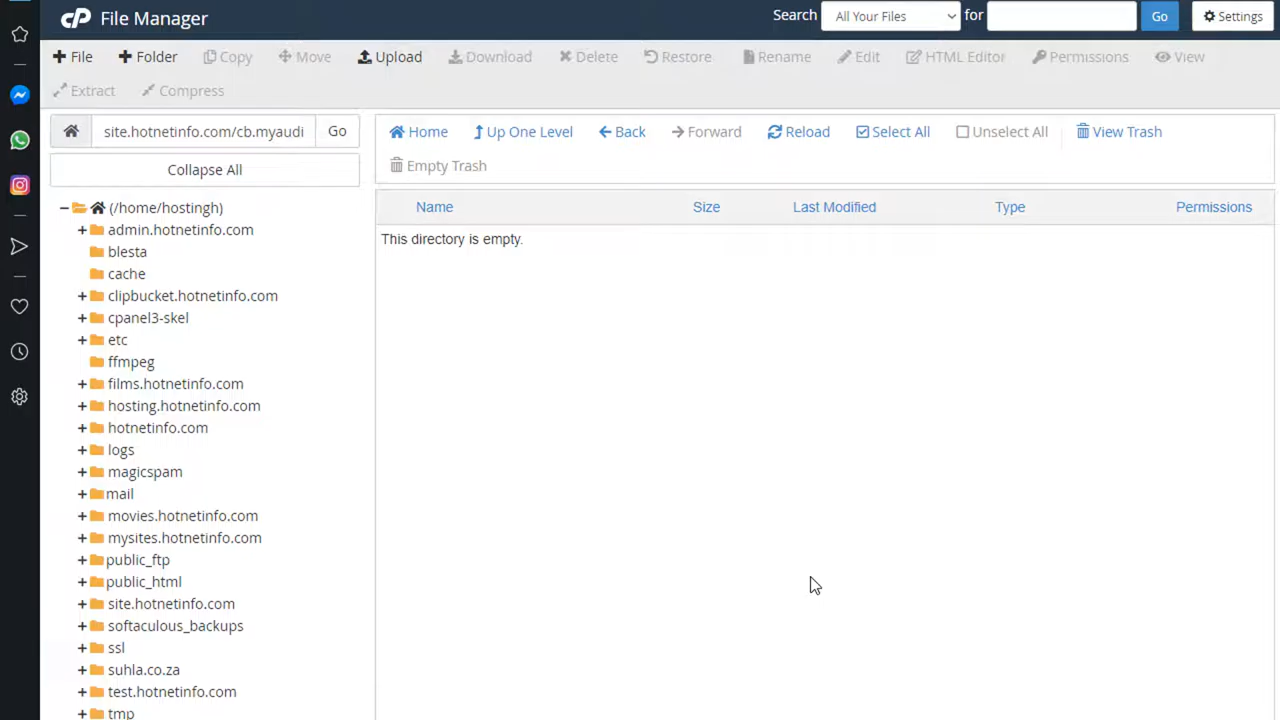 cP File Manager
Search All Your Files for Go Settings
File Folder Copy Move Upload Download Delete Restore Rename Edit HTML Editor Permissions View
Extract Compress
site.hotnetinfo.com/cb.myaudi Go
Collapse All
Home Up One Level Back Forward Reload Select All Unselect All View Trash
Empty Trash
(/home/hostingh)
admin.hotnetinfo.com
blesta
cache
clipbucket.hotnetinfo.com
cpanel3-skel
etc
ffmpeg
films.hotnetinfo.com
hosting.hotnetinfo.com
hotnetinfo.com
logs
magicspam
mail
movies.hotnetinfo.com
mysites.hotnetinfo.com
public_ftp
public_html
site.hotnetinfo.com
softaculous_backups
ssl
suhla.co.za
test.hotnetinfo.com
tmp
Name Size Last Modified Type Permissions
This directory is empty.